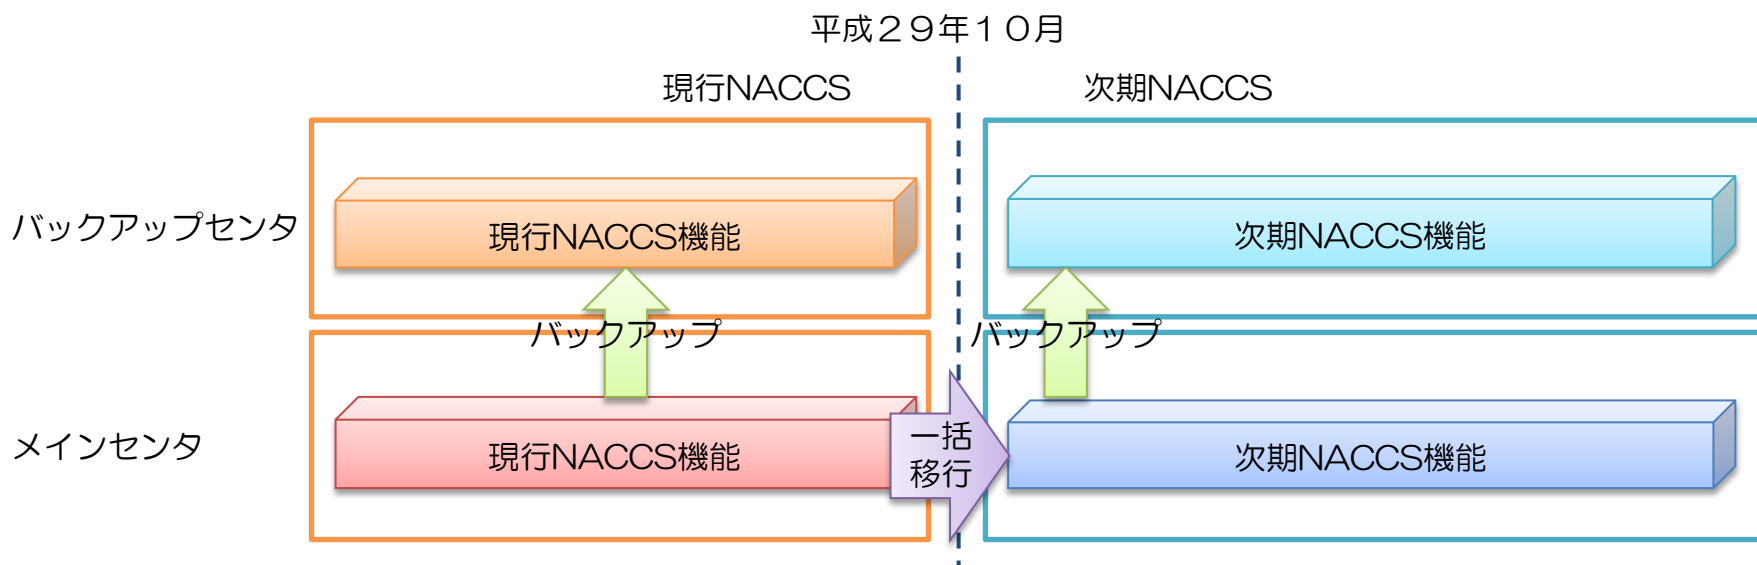 平成２９年１０月
現行NACCS
次期NACCS
バックアップセンタ
現行NACCS機能
次期NACCS機能
バックアップ
バックアップ
メインセンタ
現行NACCS機能
一括
移行
次期NACCS機能